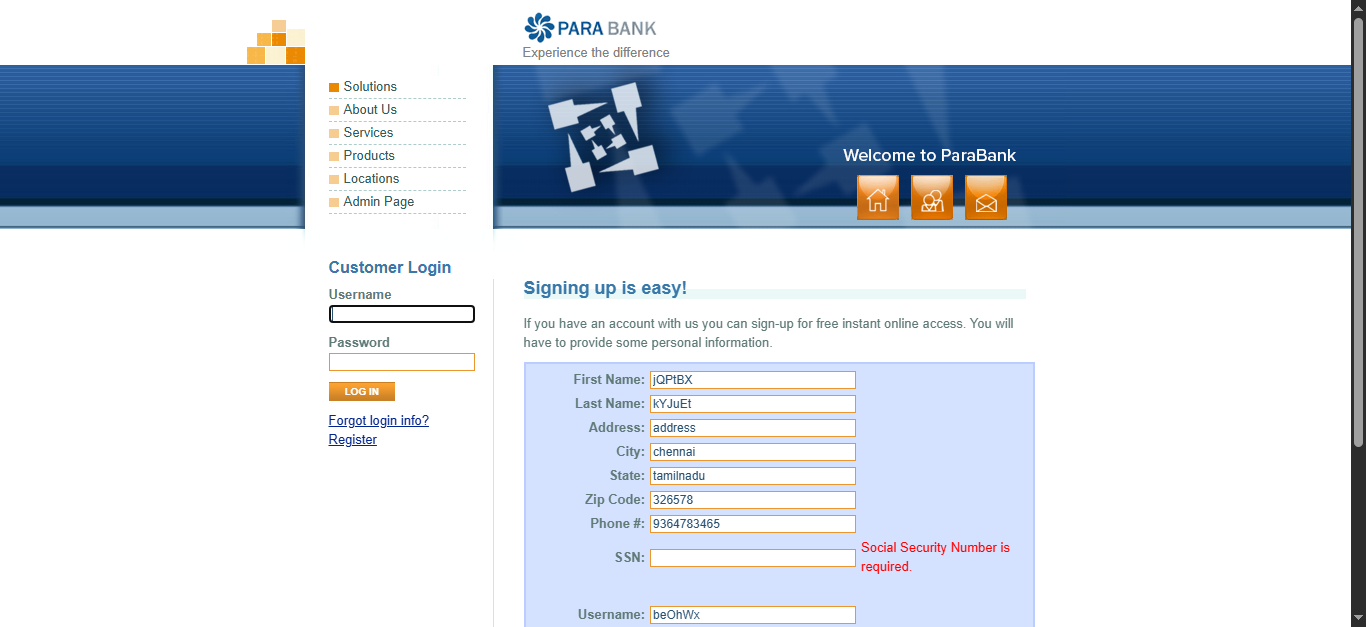 PARA BANK
Experience the difference
Solutions
About Us
Services
Products
Locations
Admin Page
Welcome to ParaBank
Customer Login
Username
Password
LOG IN
Forgot login info?
Register
Signing up is easy!
If you have an account with us you can sign-up for free instant online access. You will
have to provide some personal information.
First Name: jQPtBX
Last Name: kYJuEt
Address: address
City: chennai
State: tamilnadu
Zip Code: 326578
Phone #: 9364783465
SSN: Social Security Number is
required.
Username: beOhWx